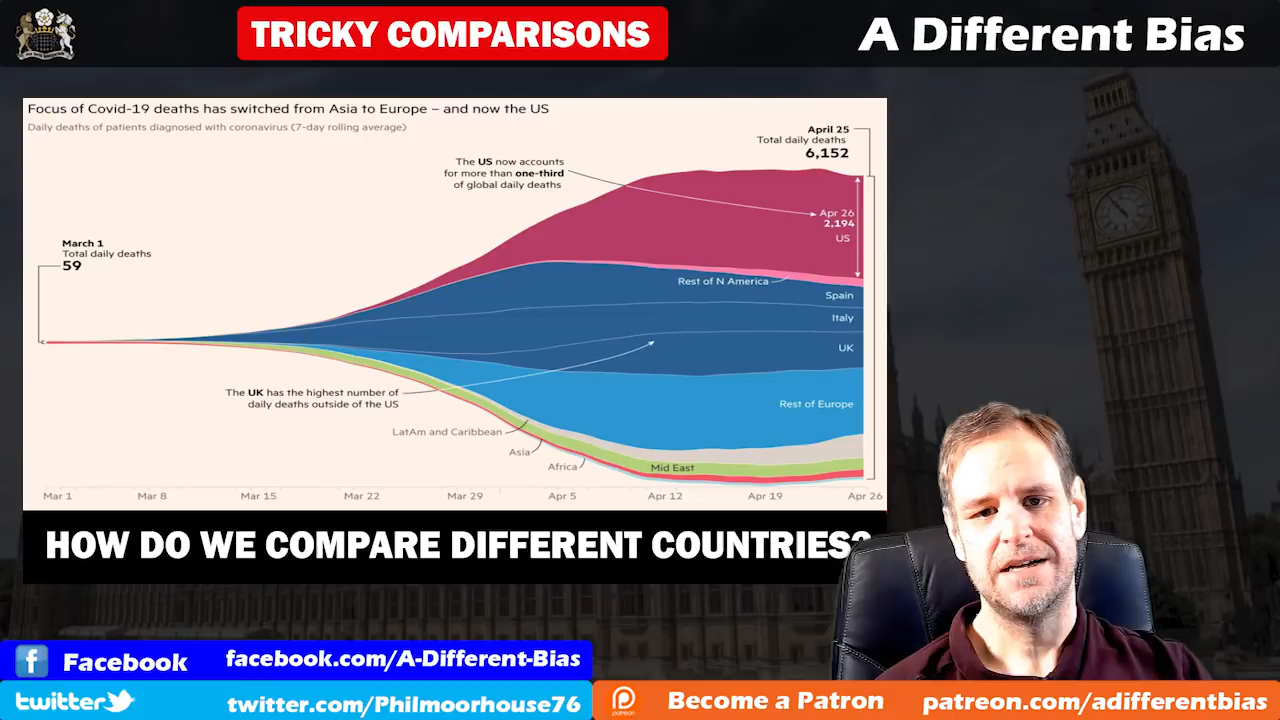 TRICKY COMPARISONS
A Different Bias
Focus of Covid-19 deaths has switched from Asia to Europe – and now the US
Daily deaths of patients diagnosed with coronavirus (7-day rolling average)
April 25
Total daily deaths
6,152
The US now accounts
for more than one-third
of global daily deaths
Apr 26
2,194
US
March 1
Total daily deaths
59
Rest of N America
Spain
Italy
UK
The UK has the highest number of
daily deaths outside of the US
Rest of Europe
LatAm and Caribbean
Asia
Africa
Mid East
Mar 1 Mar 8 Mar 15 Mar 22 Mar 29 Apr 5 Apr 12 Apr 19 Apr 26
HOW DO WE COMPARE DIFFERENT COUNTRIES?
f Facebook facebook.com/A-Different-Bias
twitter twitter.com/Philmoorhouse76
Become a Patron patreon.com/adifferentbias